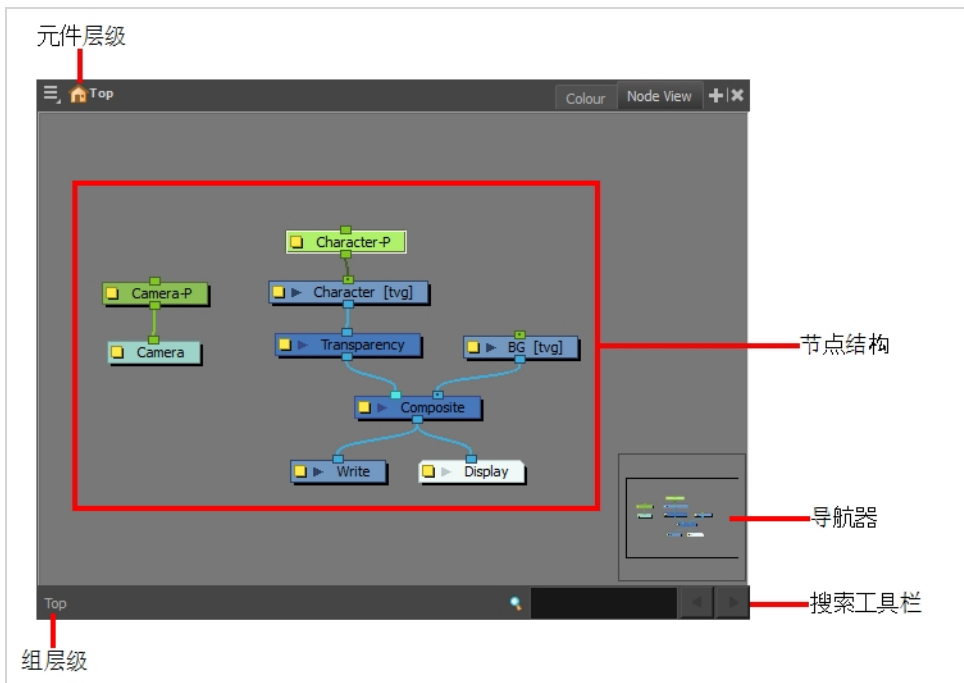 元件层级
Top
Colour
Node View
Character-P
Camera-P
Character [tvg]
Camera
Transparency
BG [tvg]
节点结构
Composite
Write
Display
导航器
Top
搜索工具栏
组层级